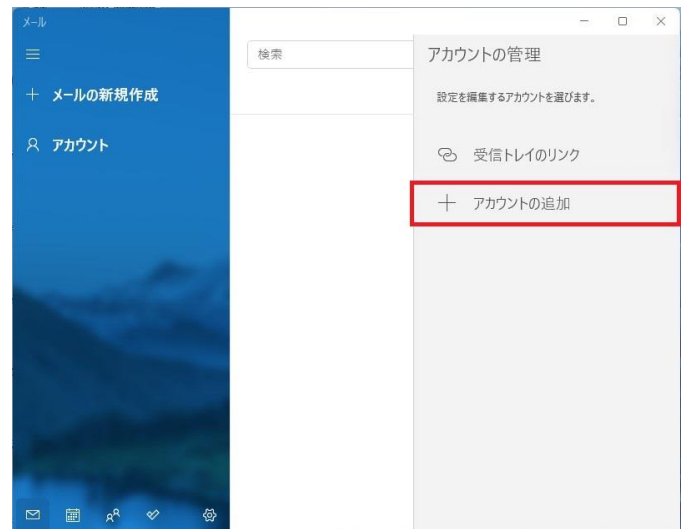 メール
メールの新規作成
アカウント
検索
アカウントの管理
設定を編集するアカウントを選びます。
受信トレイのリンク
アカウントの追加